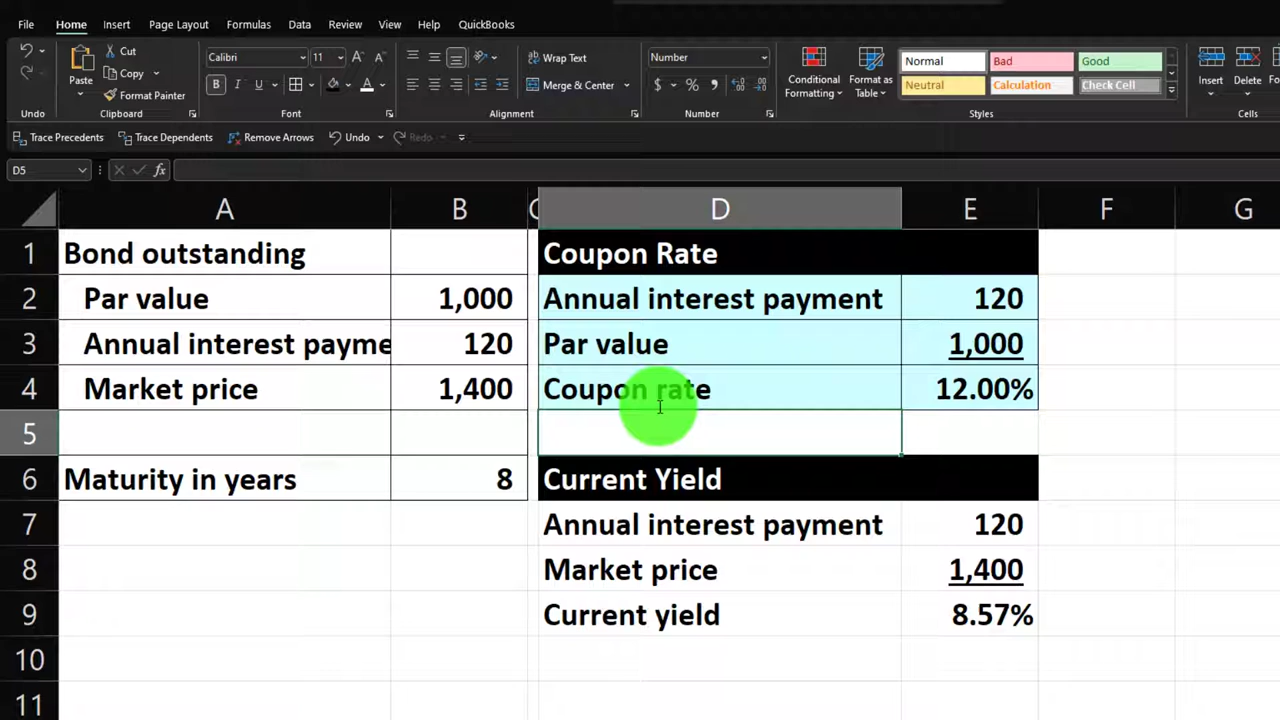 File Home Insert Page Layout Formulas Data Review View Help QuickBooks
Cut
Copy
Format Painter
Paste
Undo
Clipboard
Calibri 11
B I U
Font
Wrap Text
Merge & Center
Alignment
Number
$ % ,
Number
Conditional Formatting
Format as Table
Normal Bad Good
Neutral Calculation Check Cell
Styles
Insert Delete
Cells
Trace Precedents Trace Dependents Remove Arrows Undo Redo
D5 fx
A B C D E F G
1 Bond outstanding Coupon Rate
2 Par value 1,000 Annual interest payment 120
3 Annual interest payme 120 Par value 1,000
4 Market price 1,400 Coupon rate 12.00%
5
6 Maturity in years 8 Current Yield
7 Annual interest payment 120
8 Market price 1,400
9 Current yield 8.57%
10
11